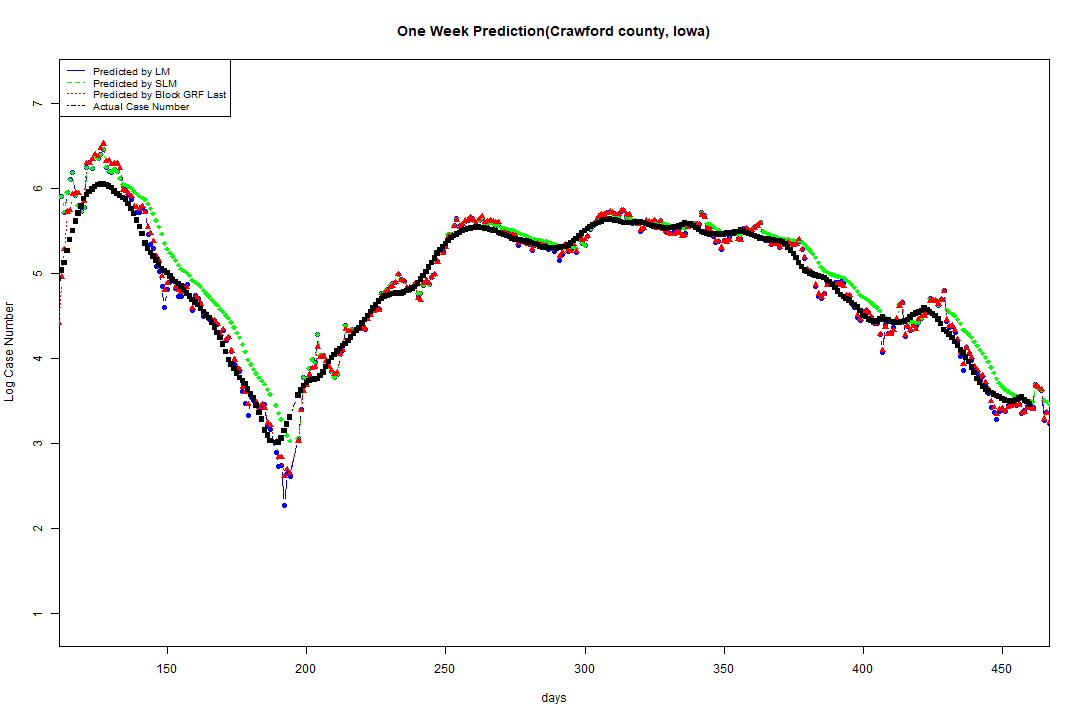 One Week Prediction(Crawford county, Iowa)
Predicted by LM
Predicted by SLM
Predicted by Block GRF Last
Actual Case Number
7
6
5
4
3
2
1
Log Case Number
150 200 250 300 350 400 450
days